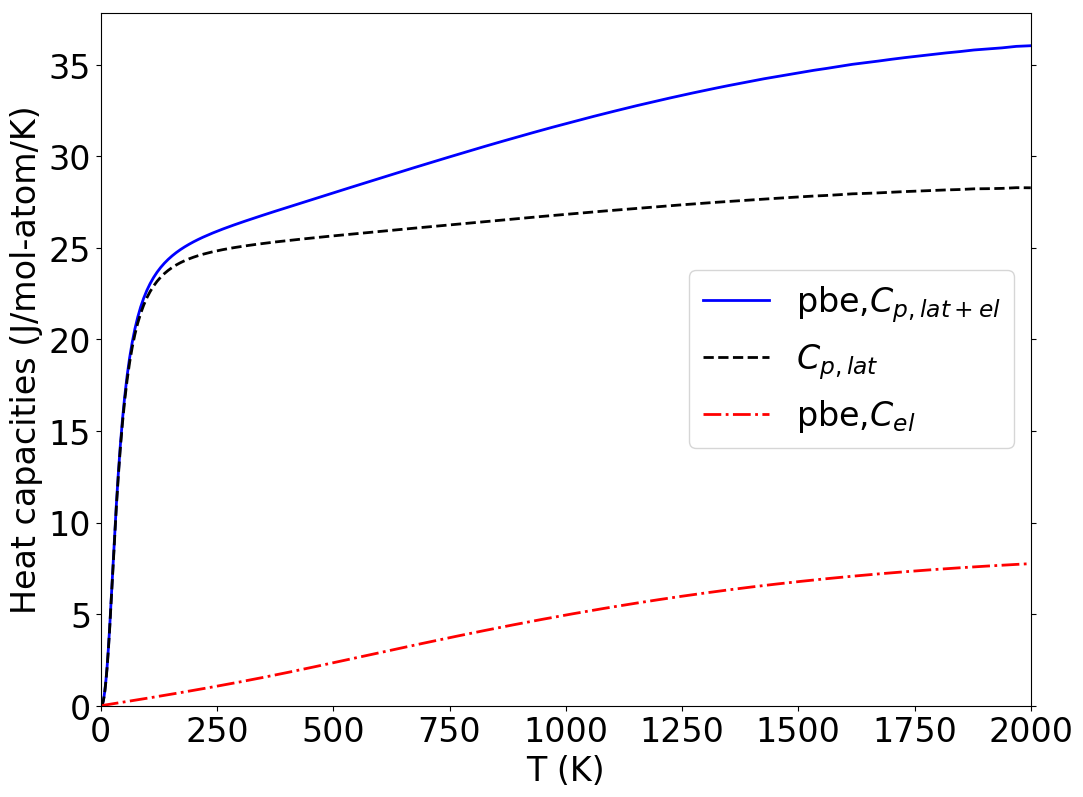 Heat capacities (J/mol-atom/K)
35
30
25
20
15
10
5
0
pbe,C_{p,lat+el}
C_{p,lat}
pbe,C_{el}
0 250 500 750 1000 1250 1500 1750 2000
T (K)